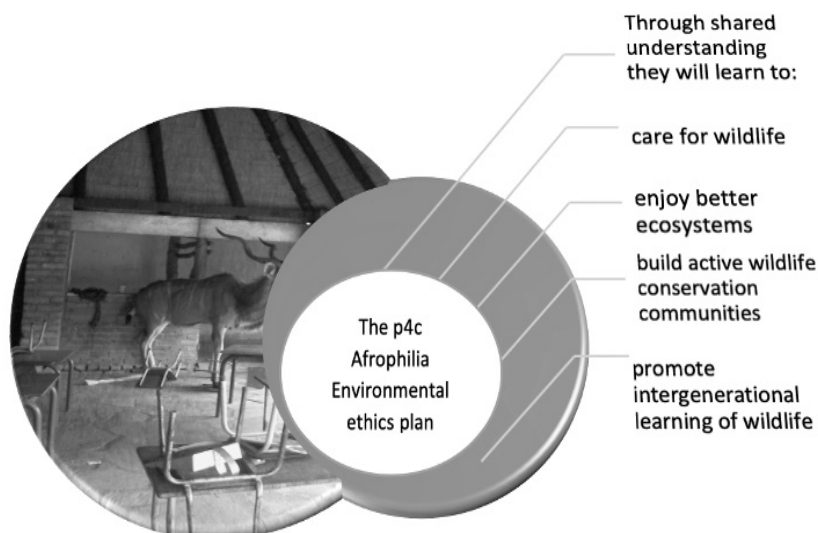 Through shared
understanding
they will learn to:
care for wildlife
enjoy better
ecosystems
build active wildlife
conservation
communities
promote
intergenerational
learning of wildlife
The p4c
Afrophilia
Environmental
ethics plan